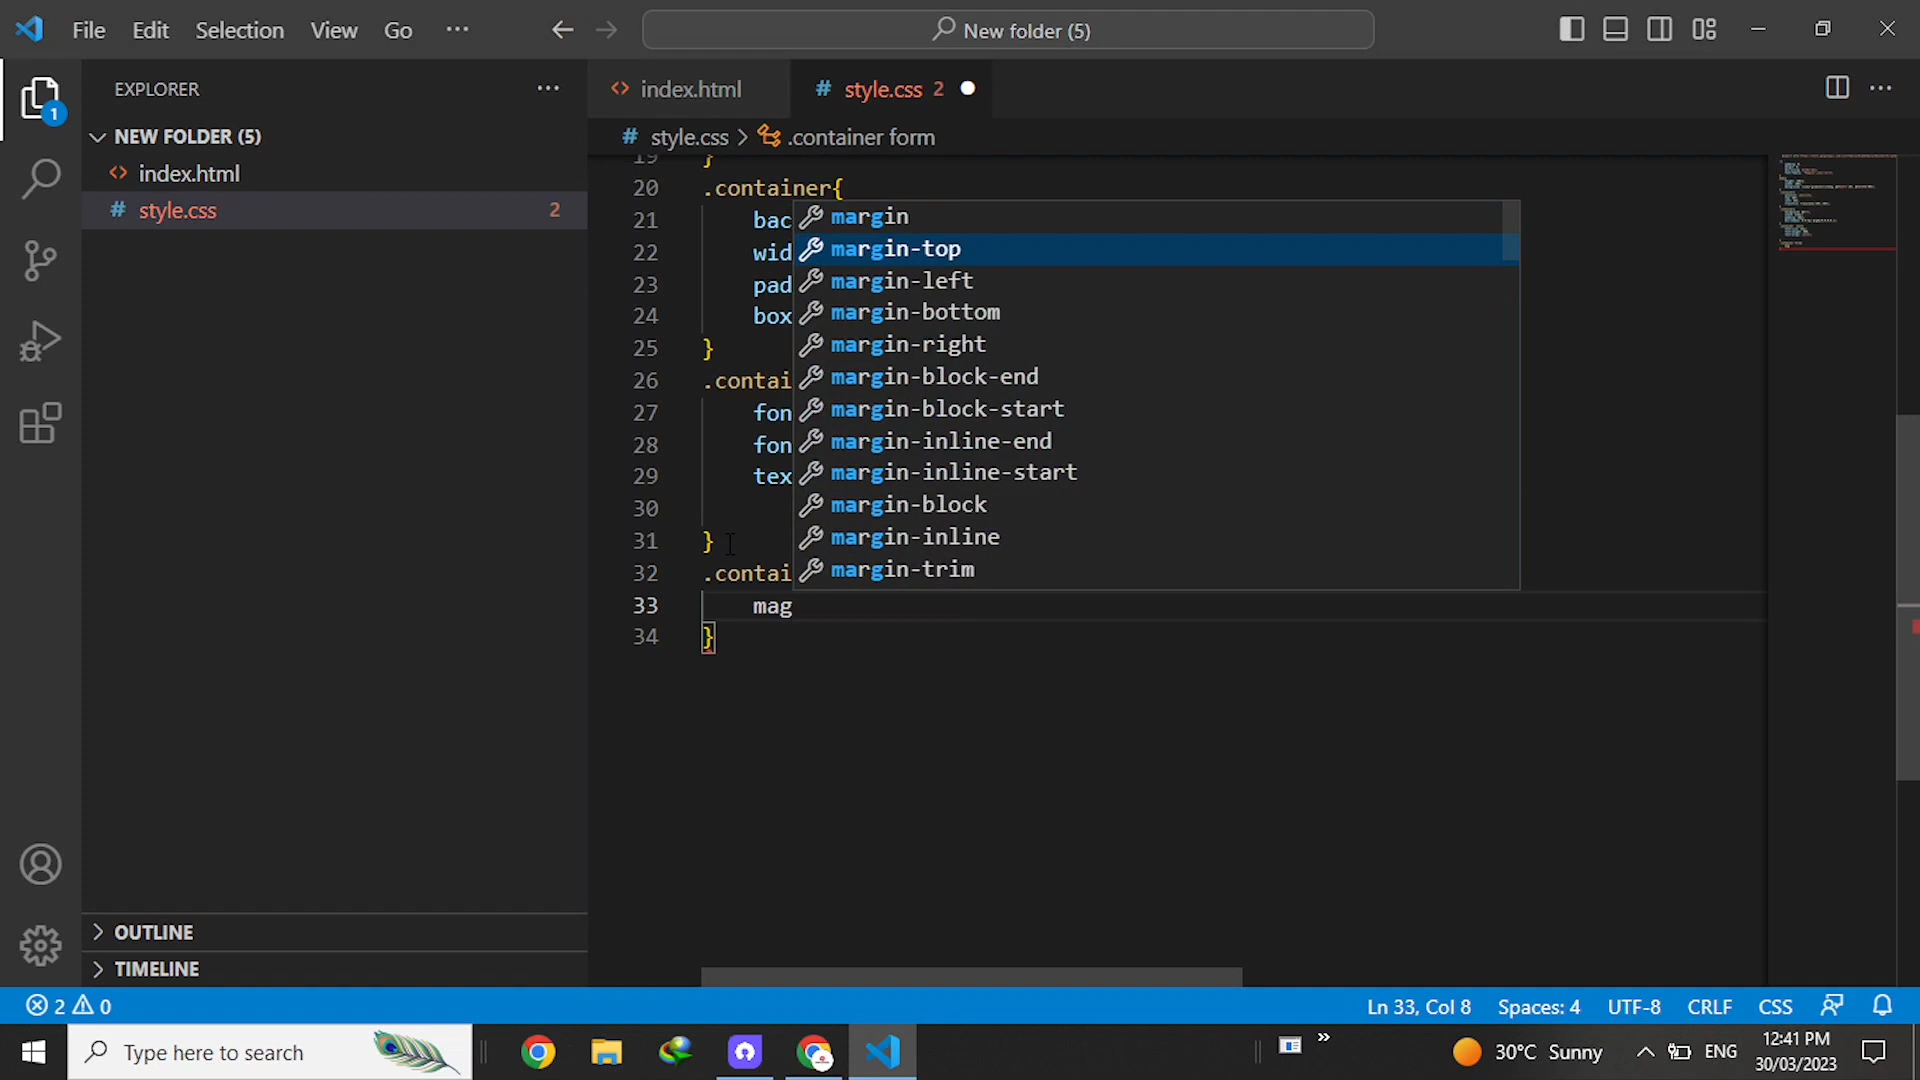 File Edit Selection View Go ··· New folder (5)
EXPLORER ···
index.html
style.css 2
NEW FOLDER (5)
style.css > .container form
index.html
style.css 2
19 }
20 .container{
21 bac
22 wid
23 pad
24 box
25 }
26 .contai
27 fon
28 fon
29 tex
30
31 }
32 .contai
33 mag
34 }
margin
margin-top
margin-left
margin-bottom
margin-right
margin-block-end
margin-block-start
margin-inline-end
margin-inline-start
margin-block
margin-inline
margin-trim
1
OUTLINE
TIMELINE
2 0 Ln 33, Col 8 Spaces: 4 UTF-8 CRLF CSS
Type here to search
30°C Sunny
ENG
12:41 PM
30/03/2023